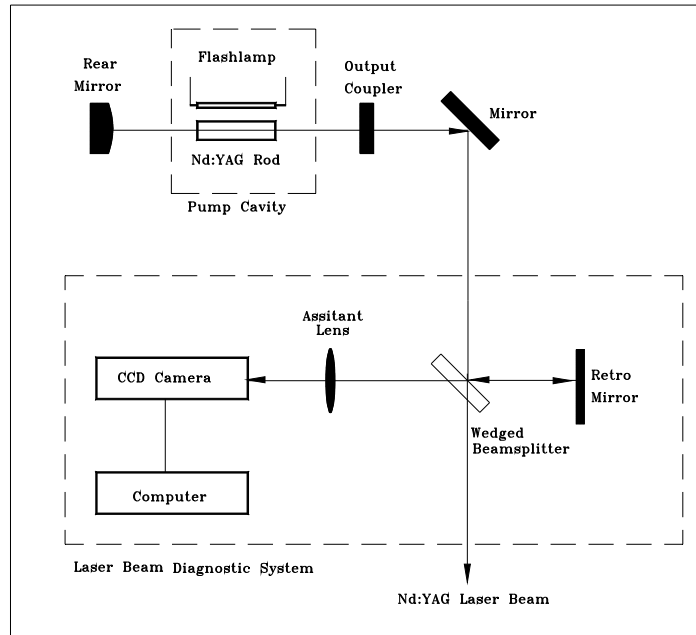 Flashlamp
Rear
Mirror
Output
Coupler
Mirror
Nd:YAG Rod
Pump Cavity
Assitant
Lens
CCD Camera
Retro
Mirror
Wedged
Beamsplitter
Computer
Laser Beam Diagnostic System
Nd:YAG Laser Beam